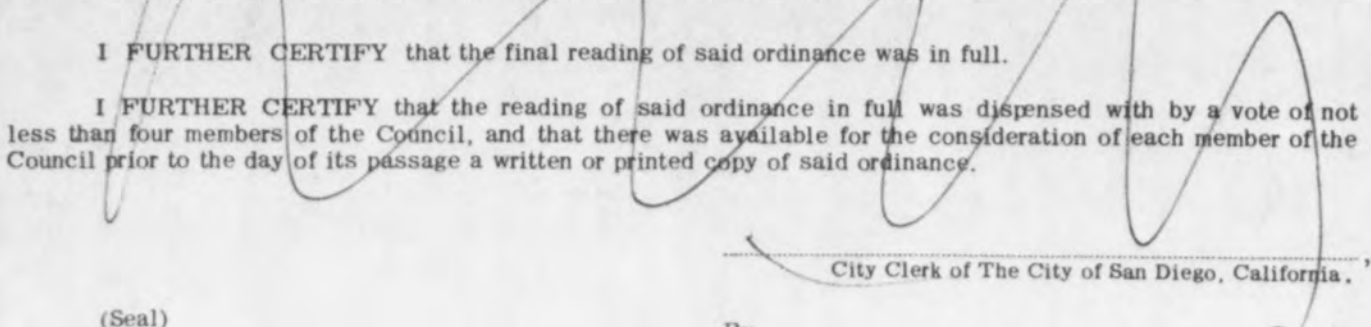 I FURTHER CERTIFY that the final reading of said ordinance was in full.
I FURTHER CERTIFY that the reading of said ordinance in full was dispensed with by a vote of not
less than four members of the Council, and that there was available for the consideration of each member of the
Council prior to the day of its passage a written or printed copy of said ordinance.
City Clerk of The City of San Diego, California.
(Seal)